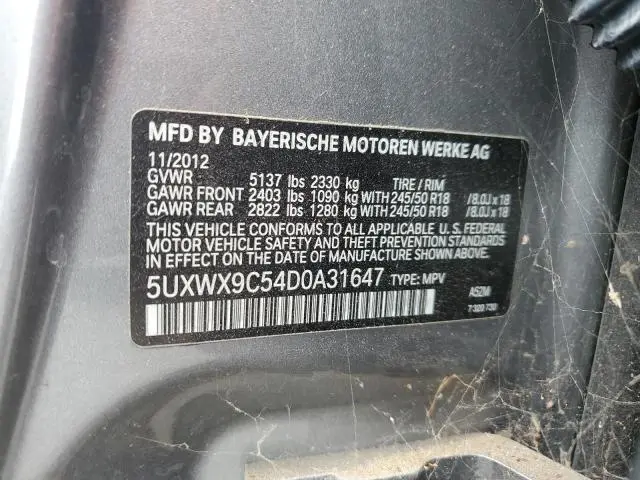 MFD BY BAYERISCHE MOTOREN WERKE AG
11/2012
GVWR 5137 lbs 2330 kg TIRE / RIM
GAWR FRONT 2403 lbs 1090 kg WITH 245/50 R18 /8.0J x 18
GAWR REAR 2822 lbs 1280 kg WITH 245/50 R18 /8.0J x 18
THIS VEHICLE CONFORMS TO ALL APPLICABLE U. S. FEDERAL
MOTOR VEHICLE SAFETY AND THEFT PREVENTION STANDARDS
IN EFFECT ON THE DATE OF MANUFACTURE SHOWN ABOVE.
5UXWX9C54D0A31647 TYPE: MPV